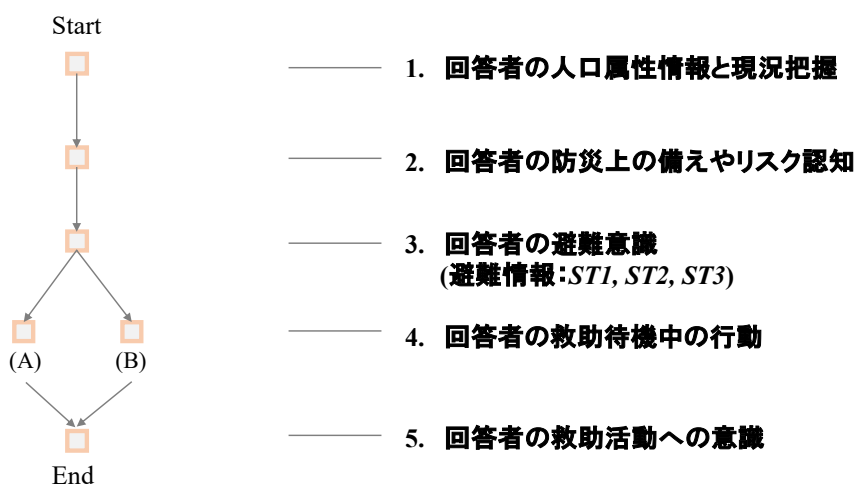 Start
1. 回答者の人口属性情報と現況把握
2. 回答者の防災上の備えやリスク認知
3. 回答者の避難意識
(避難情報：ST1, ST2, ST3)
4. 回答者の救助待機中の行動
(A) (B)
5. 回答者の救助活動への意識
End